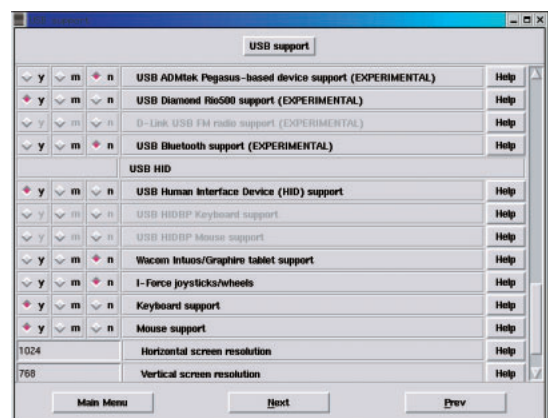 USB support
y m n USB ADMtek Pegasus-based device support (EXPERIMENTAL) Help
y m n USB Diamond Rio500 support (EXPERIMENTAL) Help
y m n D-Link USB FM radio support (EXPERIMENTAL) Help
y m n USB Bluetooth support (EXPERIMENTAL) Help
USB HID
y m n USB Human Interface Device (HID) support Help
y m n USB HIDBP Keyboard support Help
y m n USB HIDBP Mouse support Help
y m n Wacom Intuos/Graphire tablet support Help
y m n I-Force joysticks/wheels Help
y m n Keyboard support Help
y m n Mouse support Help
1024 Horizontal screen resolution Help
768 Vertical screen resolution Help
Main Menu Next Prev